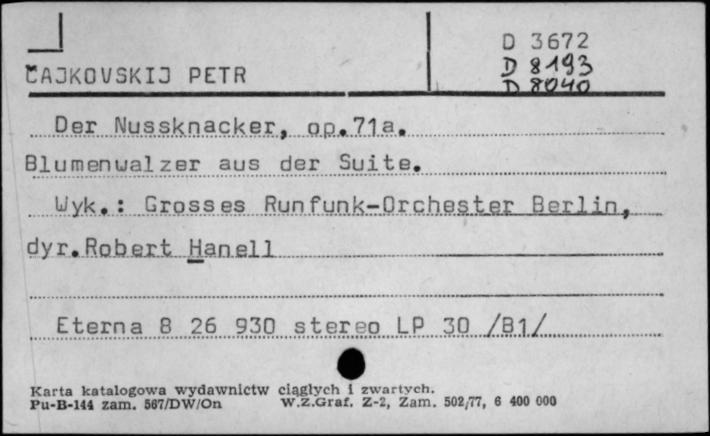 D 3672
ČAJKOVSKIJ PETR
D 8193
D 8040
Der Nussknacker, op.71a.
Blumenwalzer aus der Suite.
Wyk.: Grosses Runfunk-Orchester Berlin,
dyr.Robert Hanell
Eterna 8 26 930 stereo LP 30 /B1/
Karta katalogowa wydawnictw ciągłych i zwartych.
Pu-B-144 zam. 567/DW/On W.Z.Graf. Z-2, Zam. 502/77, 6 400 000